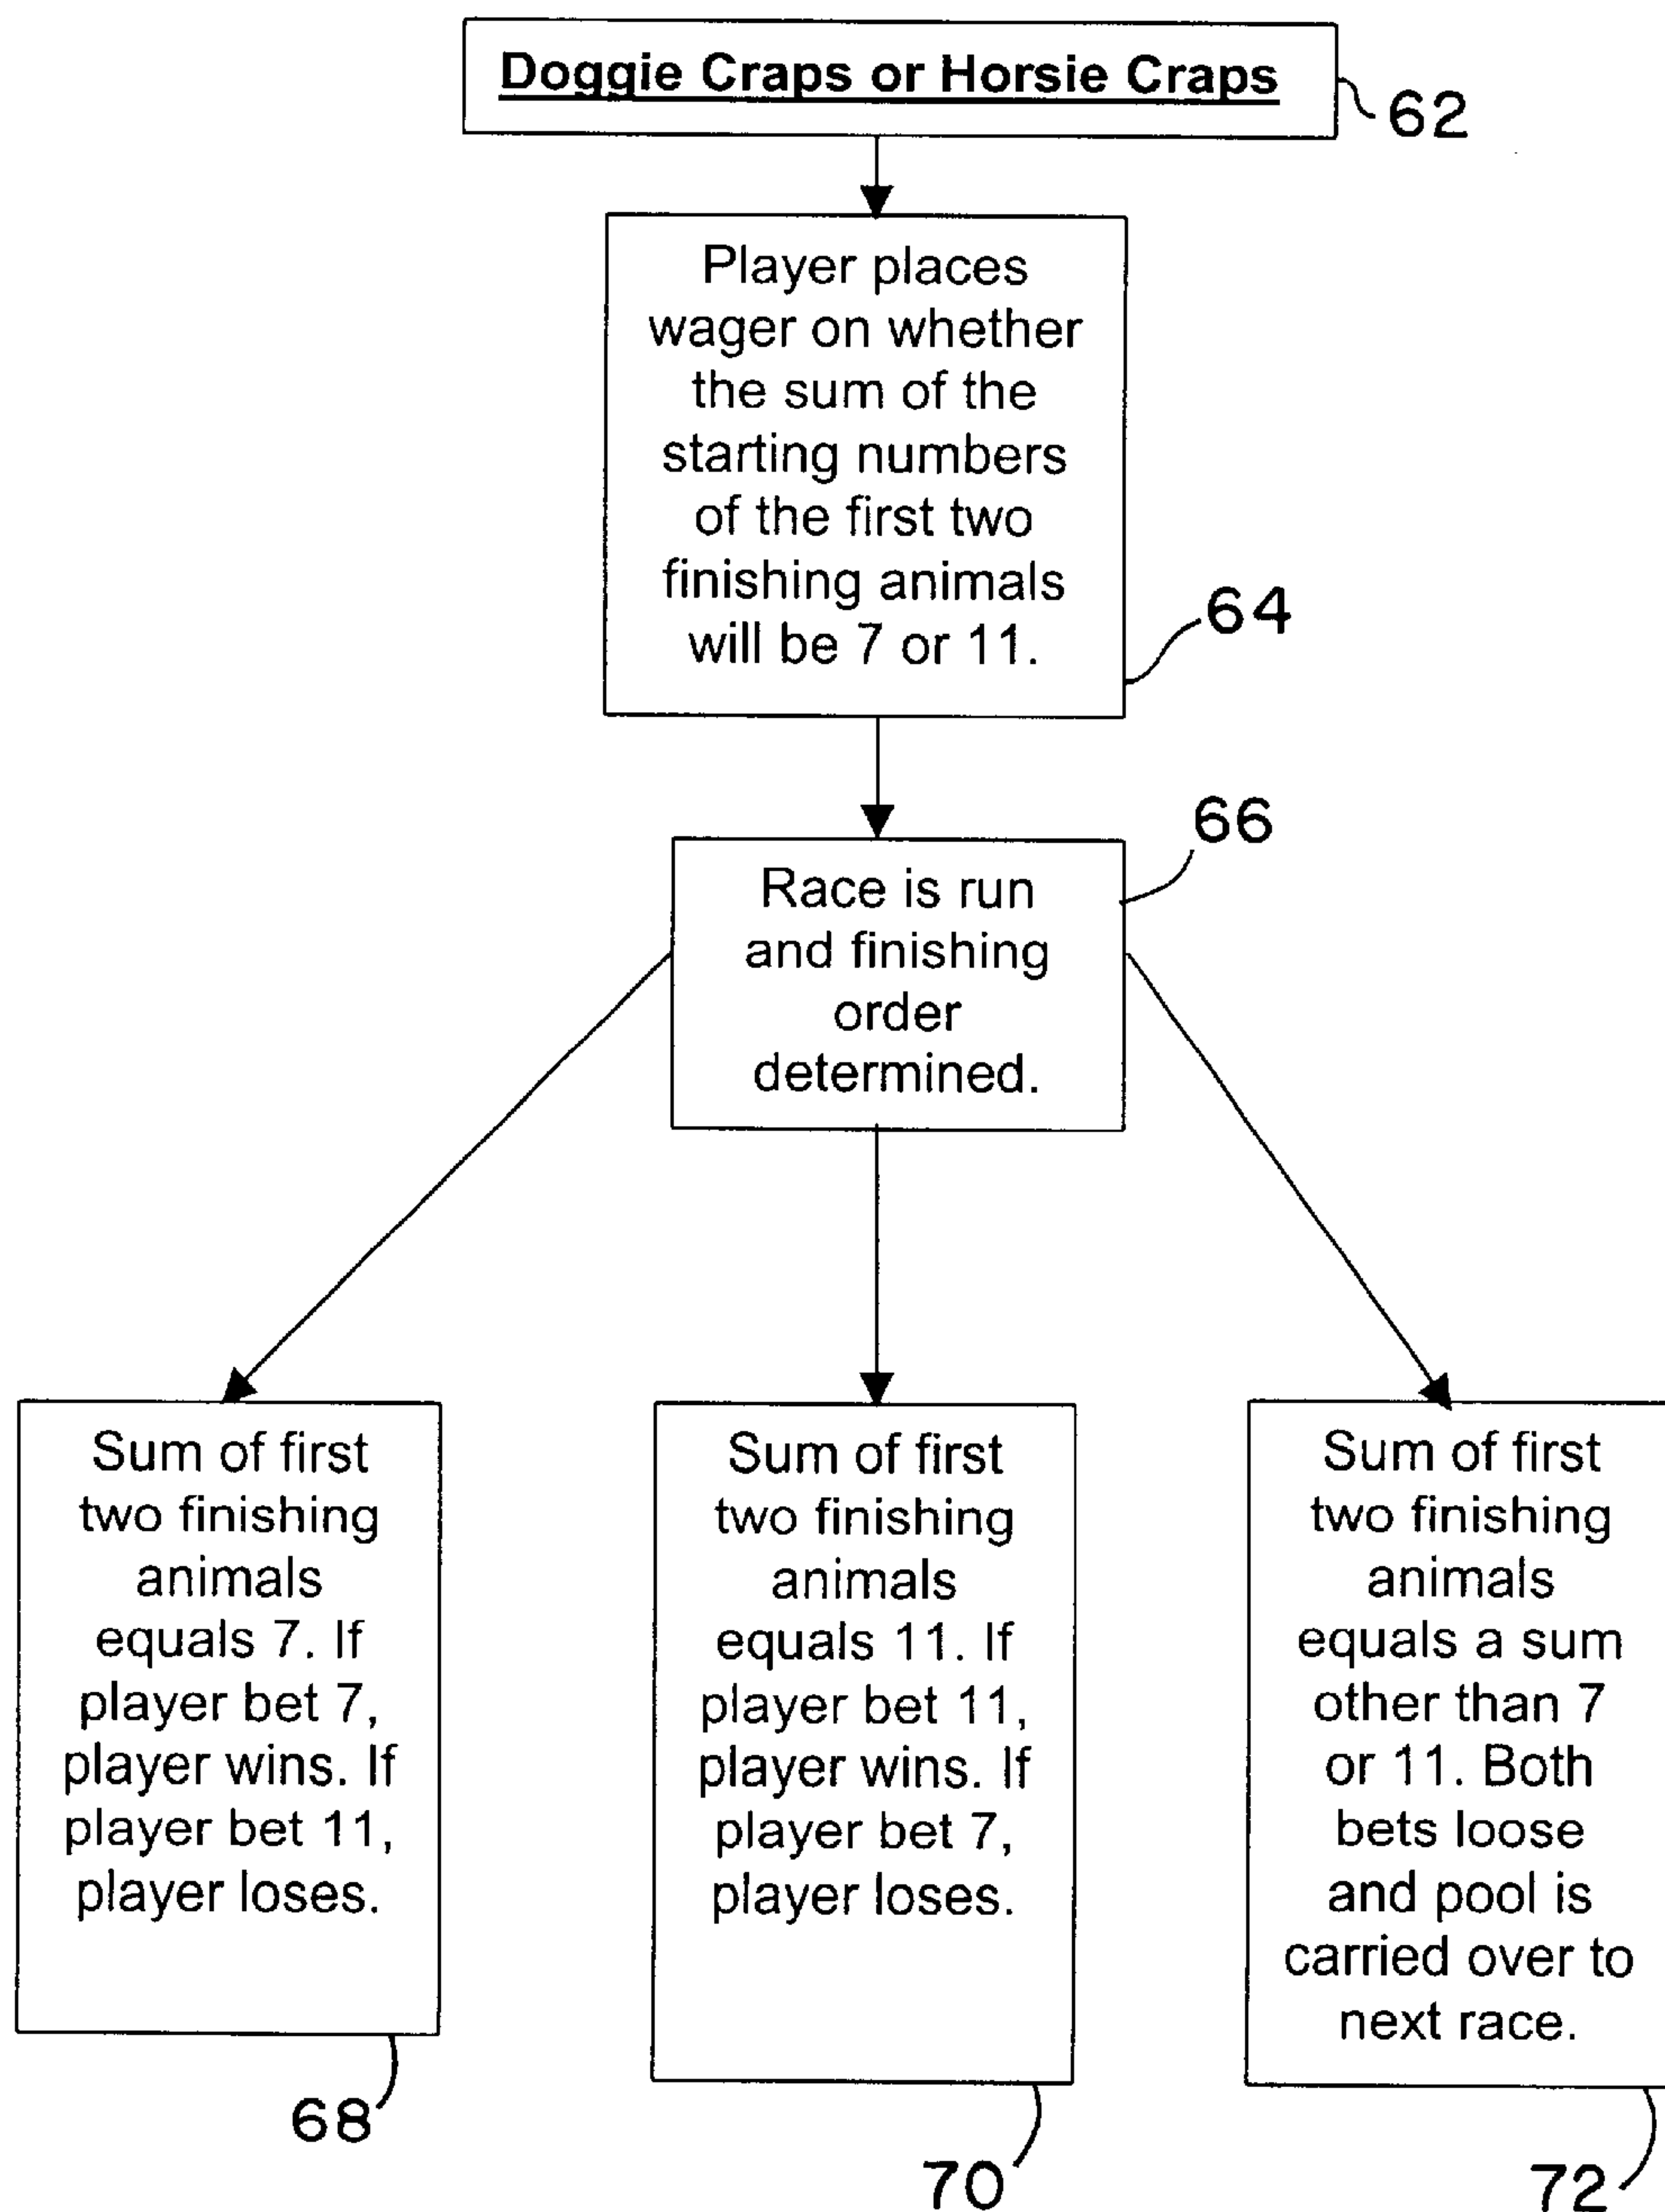 Doggie Craps or Horsie Craps
62
Player places
wager on whether
the sum of the
starting numbers
of the first two
finishing animals
will be 7 or 11.
64
66
Race is run
and finishing
order
determined.
Sum of first
two finishing
animals
equals 7. If
player bet 7,
player wins. If
player bet 11,
player loses.
68
Sum of first
two finishing
animals
equals 11. If
player bet 11,
player wins. If
player bet 7,
player loses.
70
Sum of first
two finishing
animals
equals a sum
other than 7
or 11. Both
bets loose
and pool is
carried over to
next race.
72